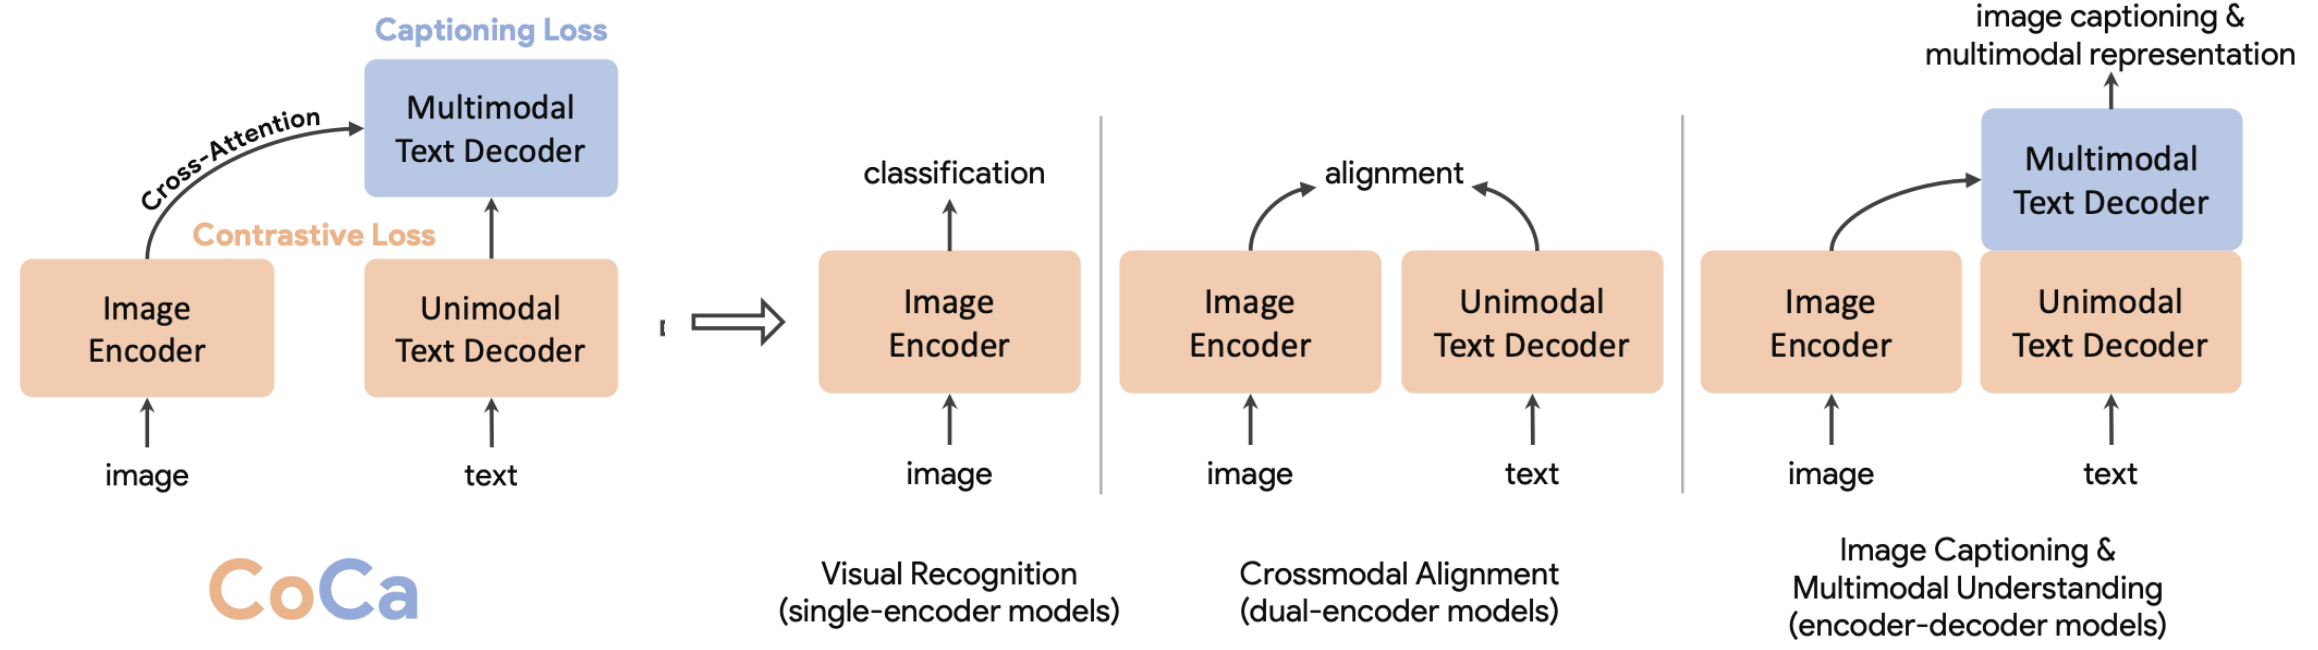 Captioning Loss
Multimodal
Text Decoder
Cross-Attention
Contrastive Loss
Image
Encoder
Unimodal
Text Decoder
image
text
CoCa
classification
Image
Encoder
image
Visual Recognition
(single-encoder models)
alignment
Image
Encoder
Unimodal
Text Decoder
image
text
Crossmodal Alignment
(dual-encoder models)
image captioning &
multimodal representation
Multimodal
Text Decoder
Image
Encoder
Unimodal
Text Decoder
image
text
Image Captioning &
Multimodal Understanding
(encoder-decoder models)